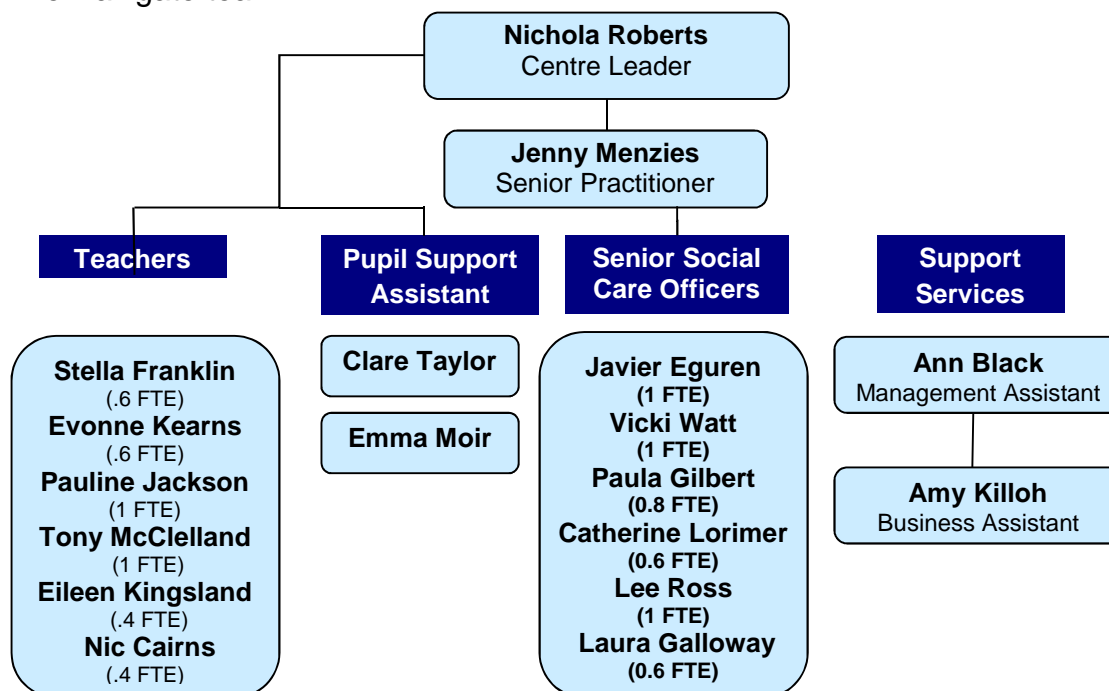 Nichola Roberts
Centre Leader
Jenny Menzies
Senior Practitioner
Teachers
Stella Franklin
(.6 FTE)
Evonne Kearns
(.6 FTE)
Pauline Jackson
(1 FTE)
Tony McClelland
(1 FTE)
Eileen Kingsland
(.4 FTE)
Nic Cairns
(.4 FTE)
Pupil Support
Assistant
Clare Taylor
Emma Moir
Senior Social
Care Officers
Javier Eguren
(1 FTE)
Vicki Watt
(1 FTE)
Paula Gilbert
(0.8 FTE)
Catherine Lorimer
(0.6 FTE)
Lee Ross
(1 FTE)
Laura Galloway
(0.6 FTE)
Support
Services
Ann Black
Management Assistant
Amy Killoh
Business Assistant